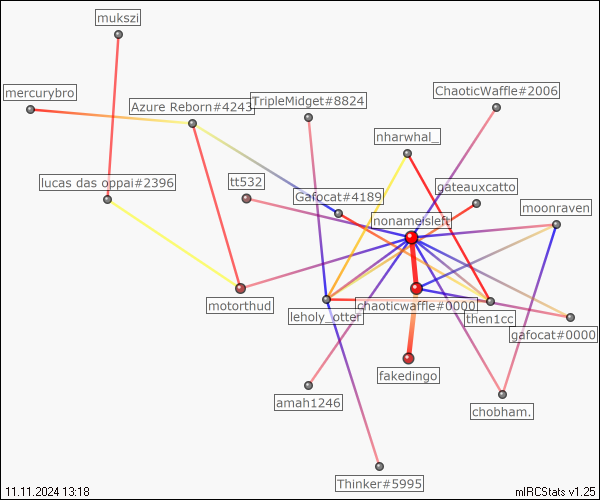 mukszi
mercurybro
Azure Reborn#4243
TripleMidget#8824
ChaoticWaffle#2006
nharwhal_
lucas das oppai#2396
tt532
Gafocat#4189
gateauxcatto
nonameisleft
moonraven
motorthud
leholy_otter
chaoticwaffle#0000
then1cc
gafocat#0000
fakedingo
amah1246
chobham.
Thinker#5995
11.11.2024 13:18
mIRCStats v1.25